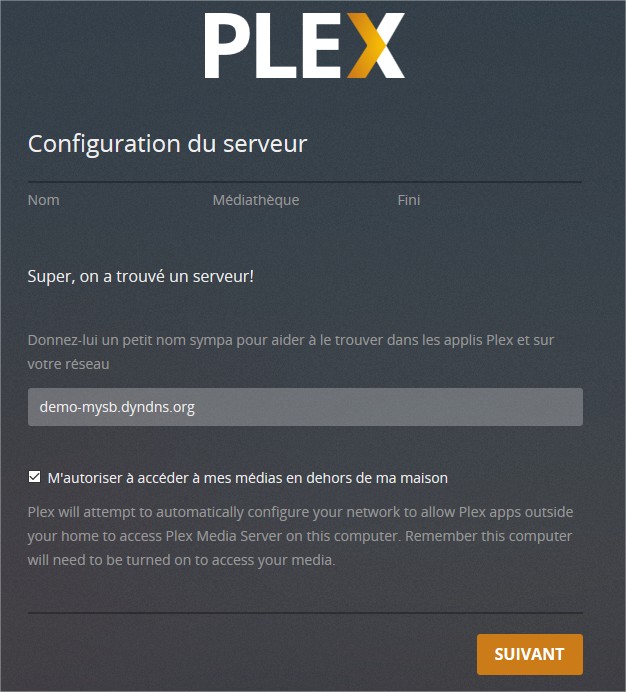 PLEX
Configuration du serveur
Nom Médiathèque Fini
Super, on a trouvé un serveur!
Donnez-lui un petit nom sympa pour aider à le trouver dans les applis Plex et sur
votre réseau
demo-mysb.dyndns.org
M'autoriser à accéder à mes médias en dehors de ma maison
Plex will attempt to automatically configure your network to allow Plex apps outside
your home to access Plex Media Server on this computer. Remember this computer
will need to be turned on to access your media.
SUIVANT